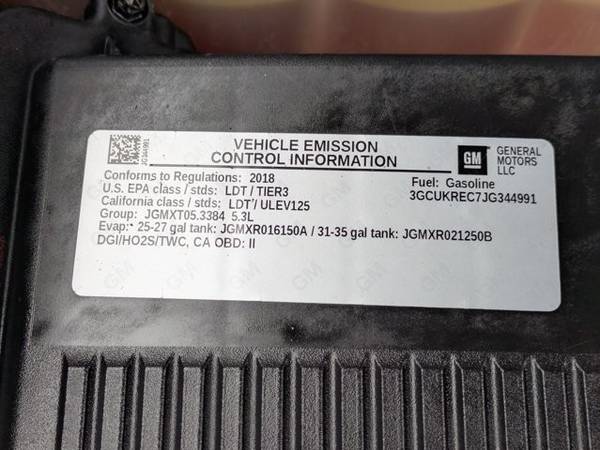 VEHICLE EMISSION
CONTROL INFORMATION
JG344991
GM
GENERAL
MOTORS
LLC
Conforms to Regulations: 2018
Fuel: Gasoline
U.S. EPA class / stds: LDT / TIER3
3GCUKREC7JG344991
California class / stds: LDT / ULEV125
Group: JGMXT05.3384 5.3L
Evap: 25-27 gal tank: JGMXR016150A / 31-35 gal tank: JGMXR021250B
DGI/HO2S/TWC, CA OBD: II